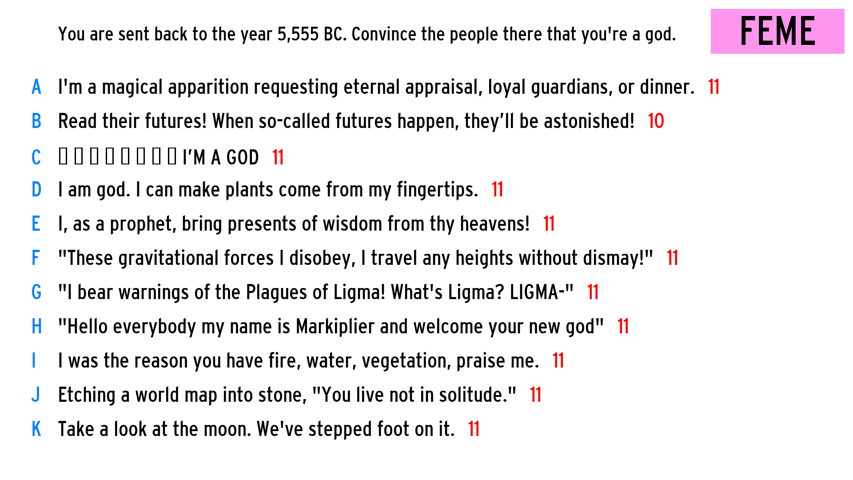 You are sent back to the year 5,555 BC. Convince the people there that you're a god.
FEME
A I'm a magical apparition requesting eternal appraisal, loyal guardians, or dinner. 11
B Read their futures! When so-called futures happen, they’ll be astonished! 10
C ▯ ▯ ▯ ▯ ▯ ▯ ▯ ▯ I’M A GOD 11
D I am god. I can make plants come from my fingertips. 11
E I, as a prophet, bring presents of wisdom from thy heavens! 11
F "These gravitational forces I disobey, I travel any heights without dismay!" 11
G "I bear warnings of the Plagues of Ligma! What's Ligma? LIGMA-" 11
H "Hello everybody my name is Markiplier and welcome your new god" 11
I I was the reason you have fire, water, vegetation, praise me. 11
J Etching a world map into stone, "You live not in solitude." 11
K Take a look at the moon. We've stepped foot on it. 11